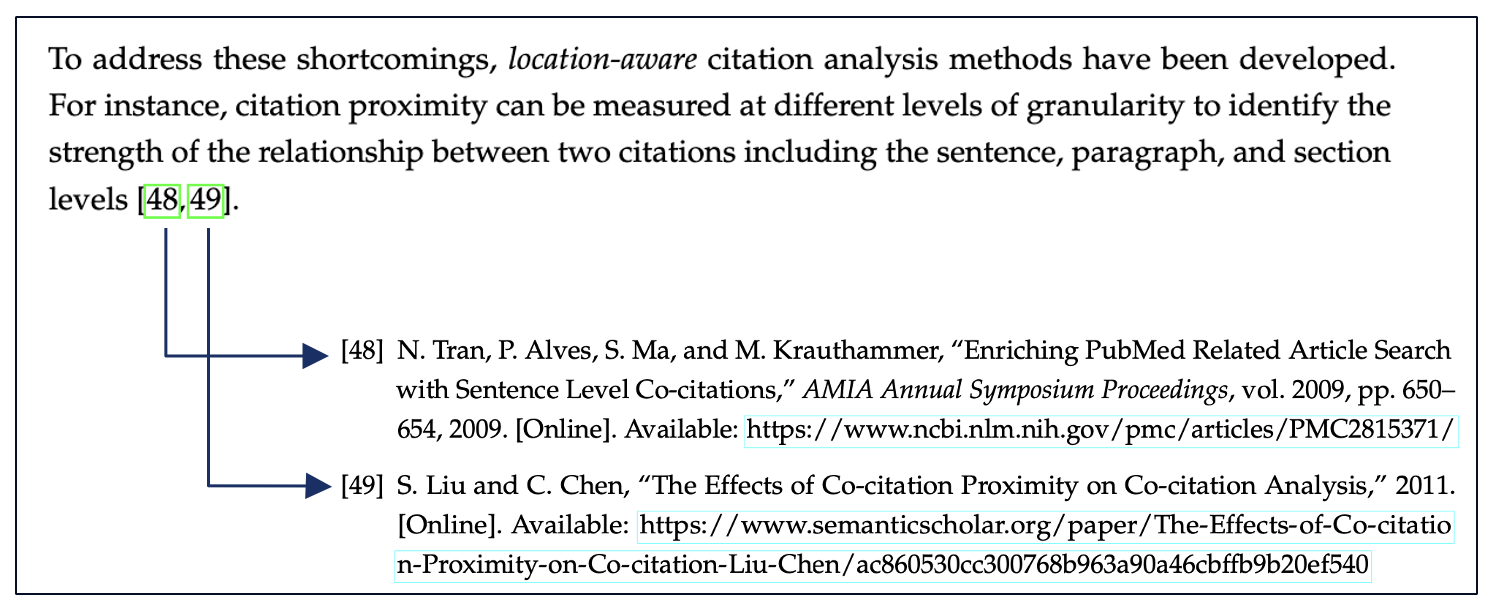 To address these shortcomings, location-aware citation analysis methods have been developed.
For instance, citation proximity can be measured at different levels of granularity to identify the
strength of the relationship between two citations including the sentence, paragraph, and section
levels [48,49].
[48] N. Tran, P. Alves, S. Ma, and M. Krauthammer, “Enriching PubMed Related Article Search
with Sentence Level Co-citations,” AMIA Annual Symposium Proceedings, vol. 2009, pp. 650–
654, 2009. [Online]. Available: https://www.ncbi.nlm.nih.gov/pmc/articles/PMC2815371/
[49] S. Liu and C. Chen, “The Effects of Co-citation Proximity on Co-citation Analysis,” 2011.
[Online]. Available: https://www.semanticscholar.org/paper/The-Effects-of-Co-citatio
n-Proximity-on-Co-citation-Liu-Chen/ac860530cc300768b963a90a46cbffb9b20ef540